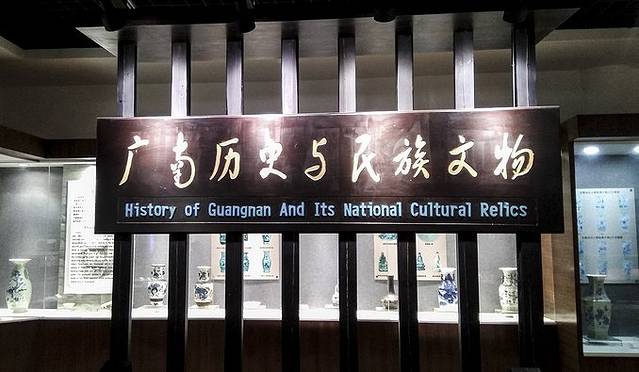 广南历史与民族文物
History of Guangnan And Its National Cultural Relics